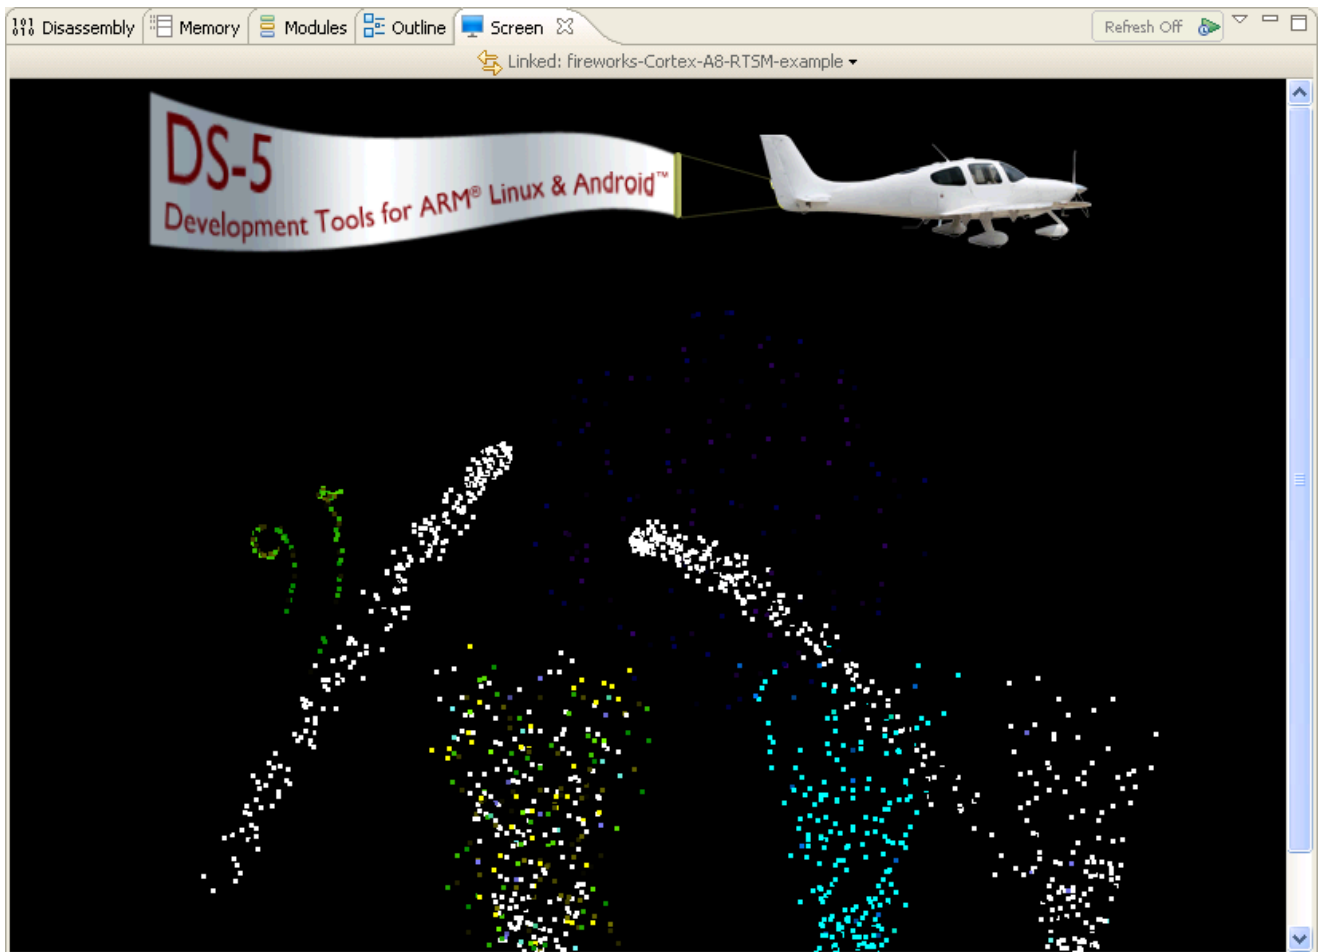 Disassembly Memory Modules Outline Screen Refresh Off
Linked: fireworks-Cortex-A8-RTSM-example
DS-5
Development Tools for ARM® Linux & Android™